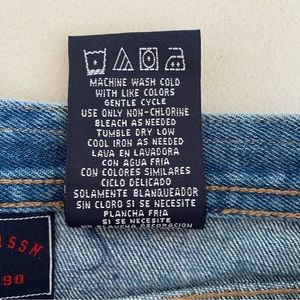 MACHINE WASH COLD
WITH LIKE COLORS
GENTLE CYCLE
USE ONLY NON-CHLORINE
BLEACH AS NEEDED
TUMBLE DRY LOW
COOL IRON AS NEEDED
LAVA EN LAVADORA
CON AGUA FRIA
CON COLORES SIMILARES
CICLO DELICADO
SOLAMENTE BLANQUEADOR
SIN CLORO SI SE NECESITE
PLANCHA FRIA
SI SE NECESITE
ASSN.
90